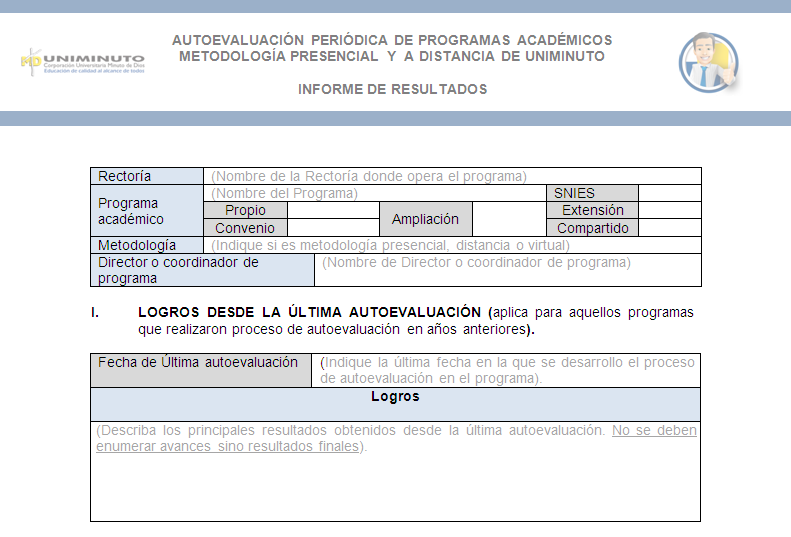 AUTOEVALUACIÓN PERIÓDICA DE PROGRAMAS ACADÉMICOS
METODOLOGÍA PRESENCIAL Y A DISTANCIA DE UNIMINUTO
INFORME DE RESULTADOS
UNIMINUTO
Corporación Universitaria Minuto de Dios
Educación de calidad al alcance de todos
Rectoría (Nombre de la Rectoría donde opera el programa)
Programa académico (Nombre del Programa) SNIES
Propio Ampliación Extensión
Convenio Compartido
Metodología (Indique si es metodología presencial, distancia o virtual)
Director o coordinador de programa (Nombre de Director o coordinador de programa)
I. LOGROS DESDE LA ÚLTIMA AUTOEVALUACIÓN (aplica para aquellos programas
que realizaron proceso de autoevaluación en años anteriores).
Fecha de Última autoevaluación (Indique la última fecha en la que se desarrollo el proceso
de autoevaluación en el programa).
Logros
(Describa los principales resultados obtenidos desde la última autoevaluación. No se deben
enumerar avances sino resultados finales).